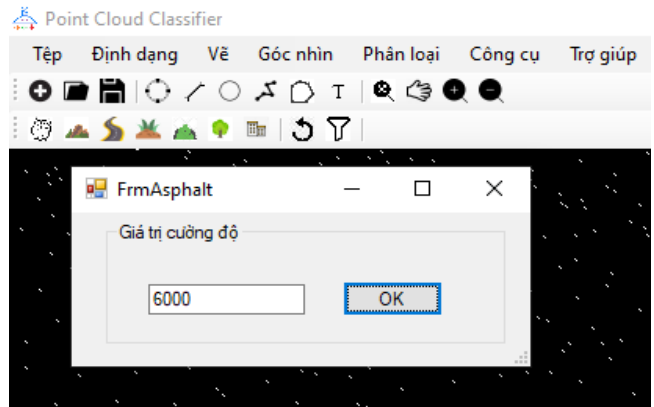 Point Cloud Classifier
Tệp Định dạng Vẽ Góc nhìn Phân loại Công cụ Trợ giúp
T
FrmAsphalt
Giá trị cường độ
6000 OK